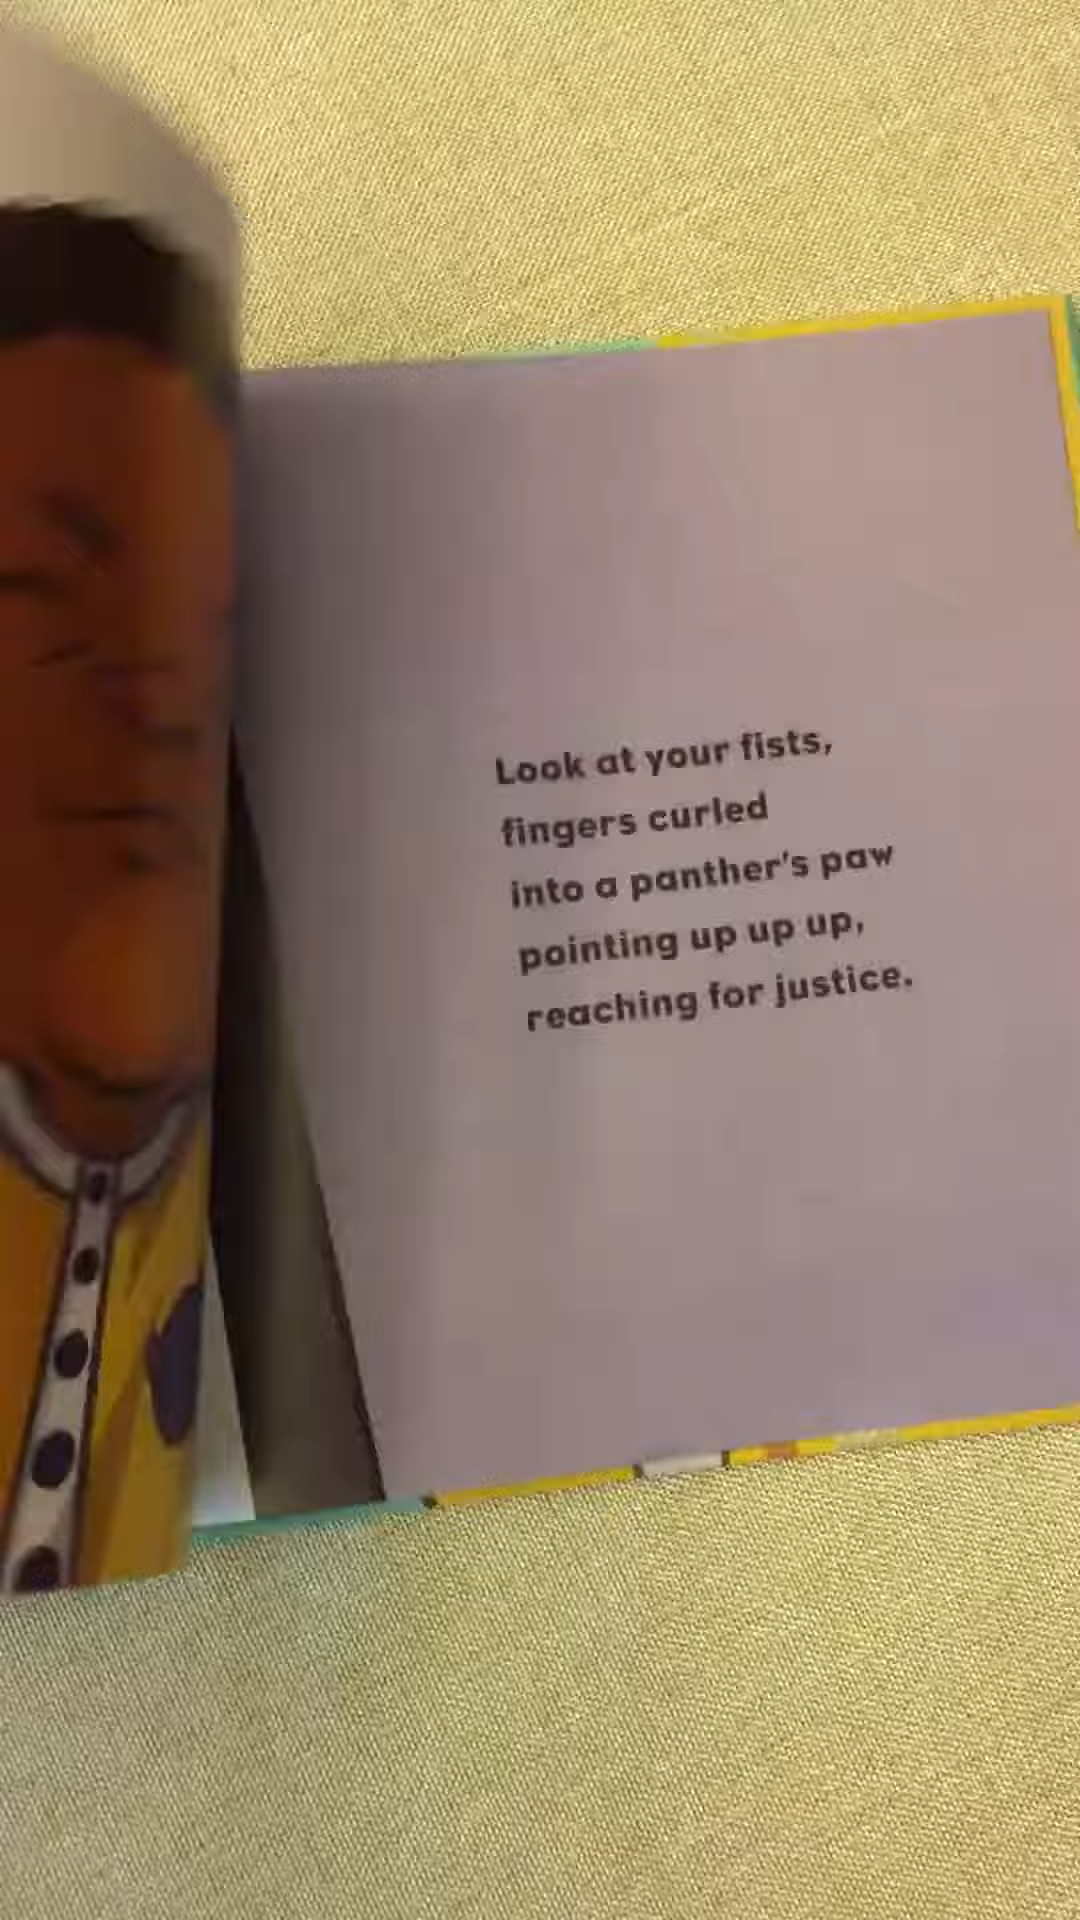 Look at your fists,
fingers curled
into a panther's paw
pointing up up up,
reaching for justice.